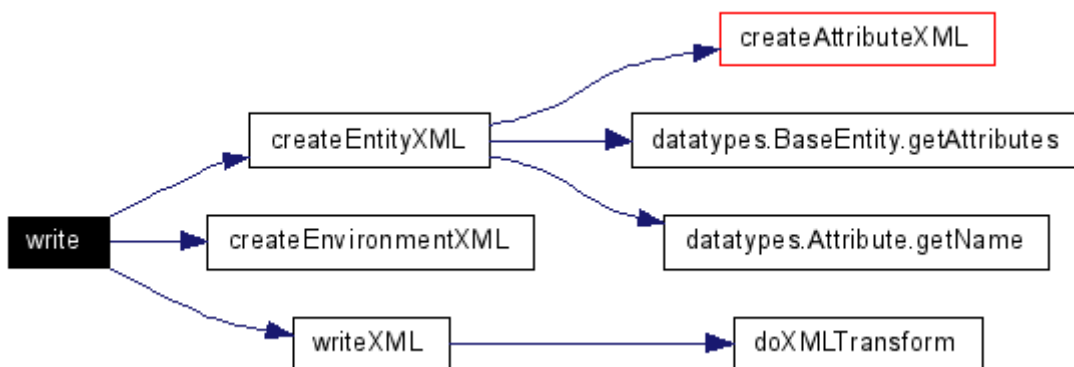 createAttributeXML
createEntityXML
datatypes.BaseEntity.getAttributes
write
createEnvironmentXML
datatypes.Attribute.getName
writeXML
doXMLTransform